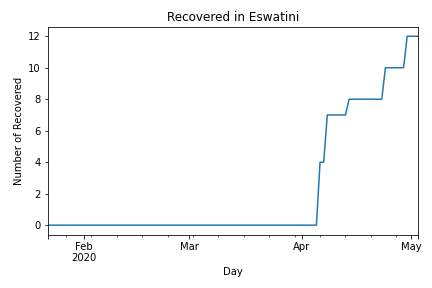 Recovered in Eswatini
Number of Recovered
12
10
8
6
4
2
0
Feb
2020
Mar
Apr
May
Day